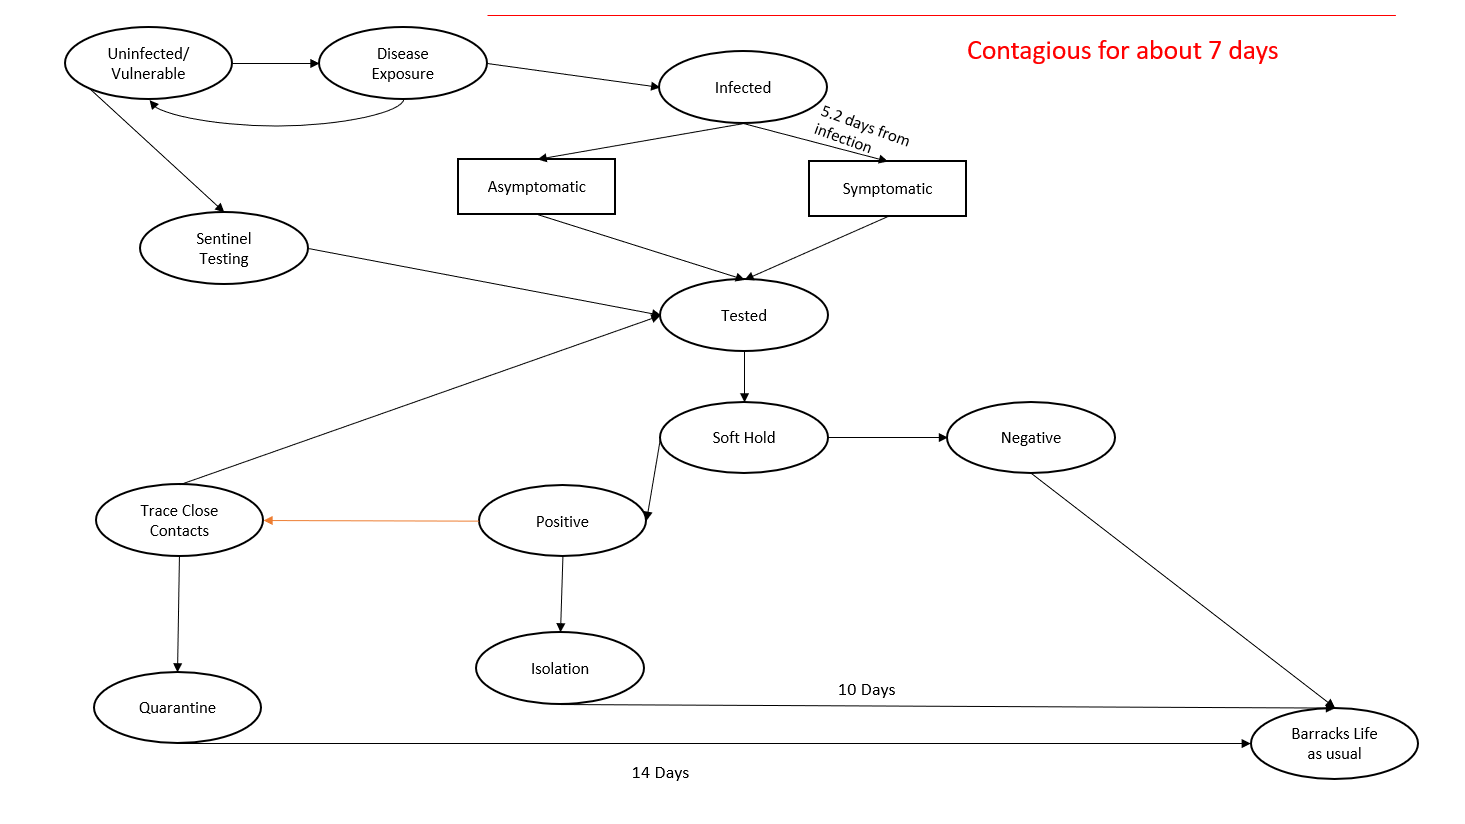 Uninfected/
Vulnerable
Disease
Exposure
Contagious for about 7 days
Infected
5.2 days from
infection
Asymptomatic
Symptomatic
Sentinel
Testing
Tested
Soft Hold
Negative
Trace Close
Contacts
Positive
Isolation
10 Days
Quarantine
Barracks Life
as usual
14 Days